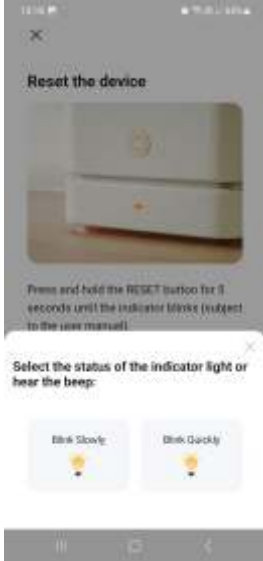 Reset the device
Press and hold the RESET button for 5
seconds until the indicator blinks (subject
to the user manual).
Select the status of the indicator light or
hear the beep:
Blink Slowly
Blink Quickly